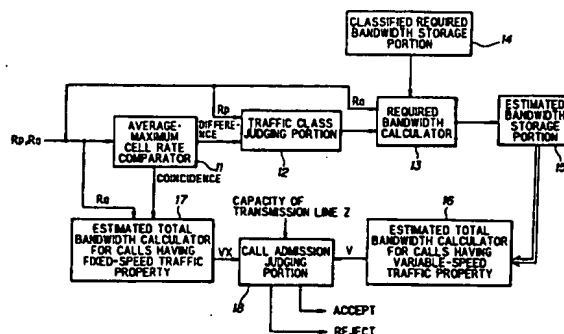 CLASSIFIED REQUIRED
BANDWIDTH STORAGE
PORTION
14
Rp
Ra
Rp,Ra
AVERAGE-
MAXIMUM
CELL RATE
COMPARATOR
11
DIFFER-
ENCE
TRAFFIC CLASS
JUDGING PORTION
12
REQUIRED
BANDWIDTH
CALCULATOR
13
ESTIMATED
BANDWIDTH
STORAGE
PORTION
15
COINCIDENCE
Ra
17
ESTIMATED TOTAL
BANDWIDTH CALCULATOR
FOR CALLS HAVING
FIXED-SPEED TRAFFIC
PROPERTY
VX
CAPACITY OF
TRANSMISSION LINE Z
CALL ADMISSION
JUDGING
PORTION
18
V
16
ESTIMATED TOTAL
BANDWIDTH CALCULATOR
FOR CALLS HAVING
VARIABLE-SPEED
TRAFFIC PROPERTY
ACCEPT
REJECT